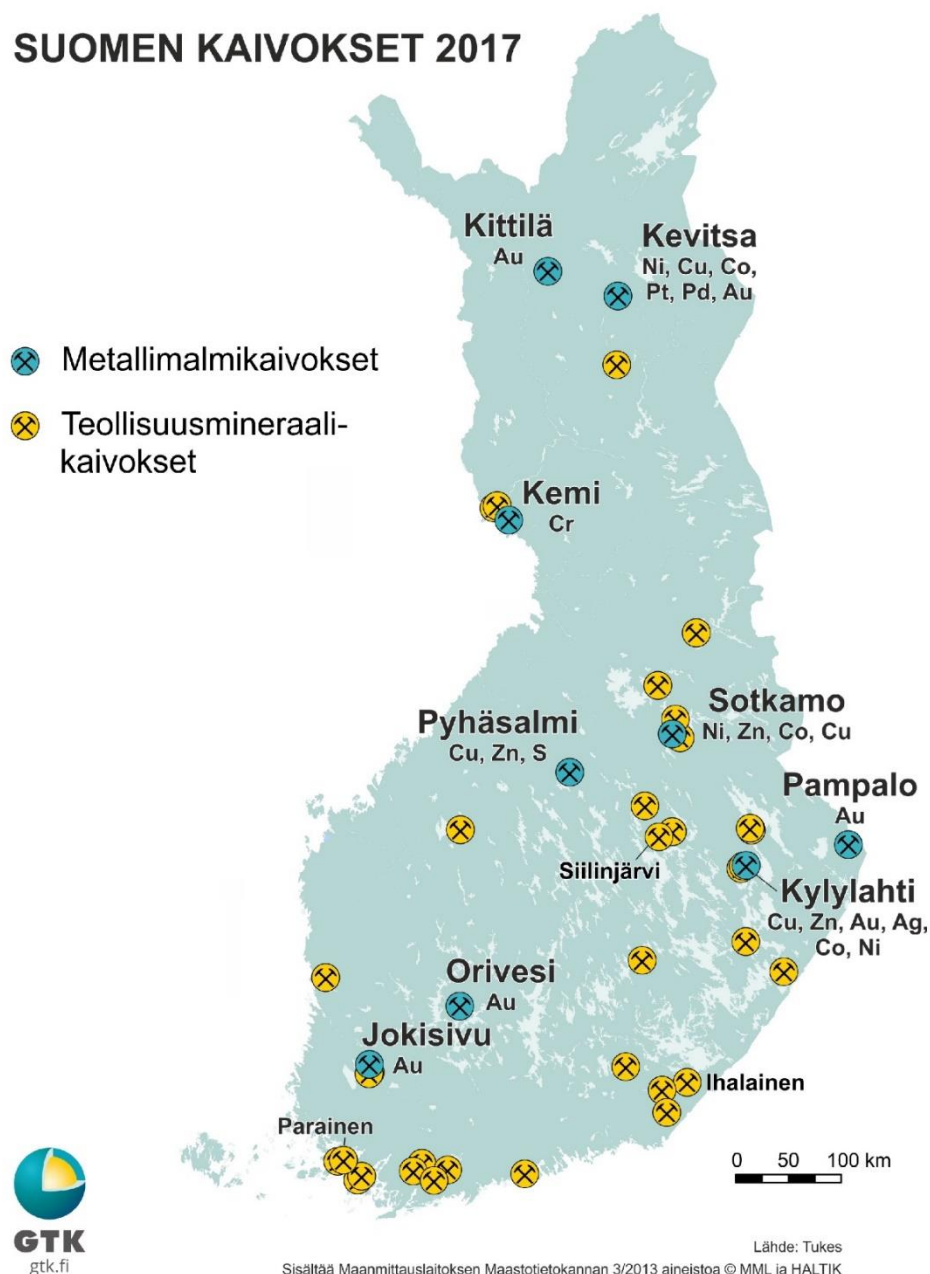 SUOMEN KAIVOKSET 2017
Kittilä
Au
Kevitsa
Ni, Cu, Co,
Pt, Pd, Au
Metallimalmikaivokset
Teollisuusmineraali-
kaivokset
Kemi
Cr
Sotkamo
Ni, Zn, Co, Cu
Pyhäsalmi
Cu, Zn, S
Pampalo
Au
Siilinjärvi
Kylylahti
Cu, Zn, Au, Ag,
Co, Ni
Orivesi
Au
Jokisivu
Au
Ihalainen
Parainen
0 50 100 km
GTK
gtk.fi
Lähde: Tukes
Sisältää Maanmittauslaitoksen Maastotietokannan 3/2013 aineistoa © MML ja HALTIK